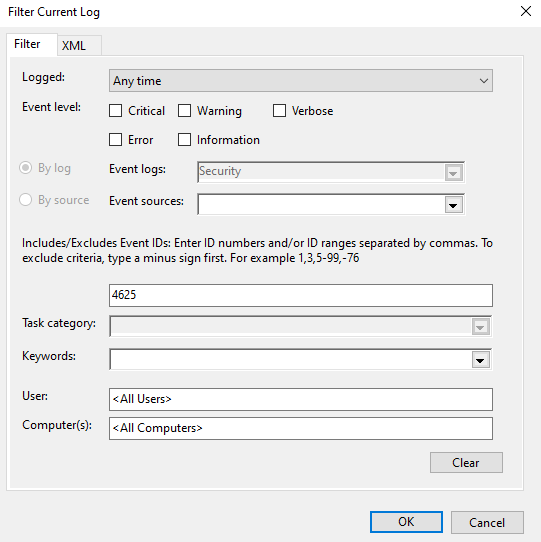 Filter Current Log
Filter XML
Logged: Any time
Event level: Critical Warning Verbose
Error Information
By log Event logs: Security
By source Event sources:
Includes/Excludes Event IDs: Enter ID numbers and/or ID ranges separated by commas. To
exclude criteria, type a minus sign first. For example 1,3,5-99,-76
4625
Task category:
Keywords:
User: <All Users>
Computer(s): <All Computers>
Clear
OK Cancel